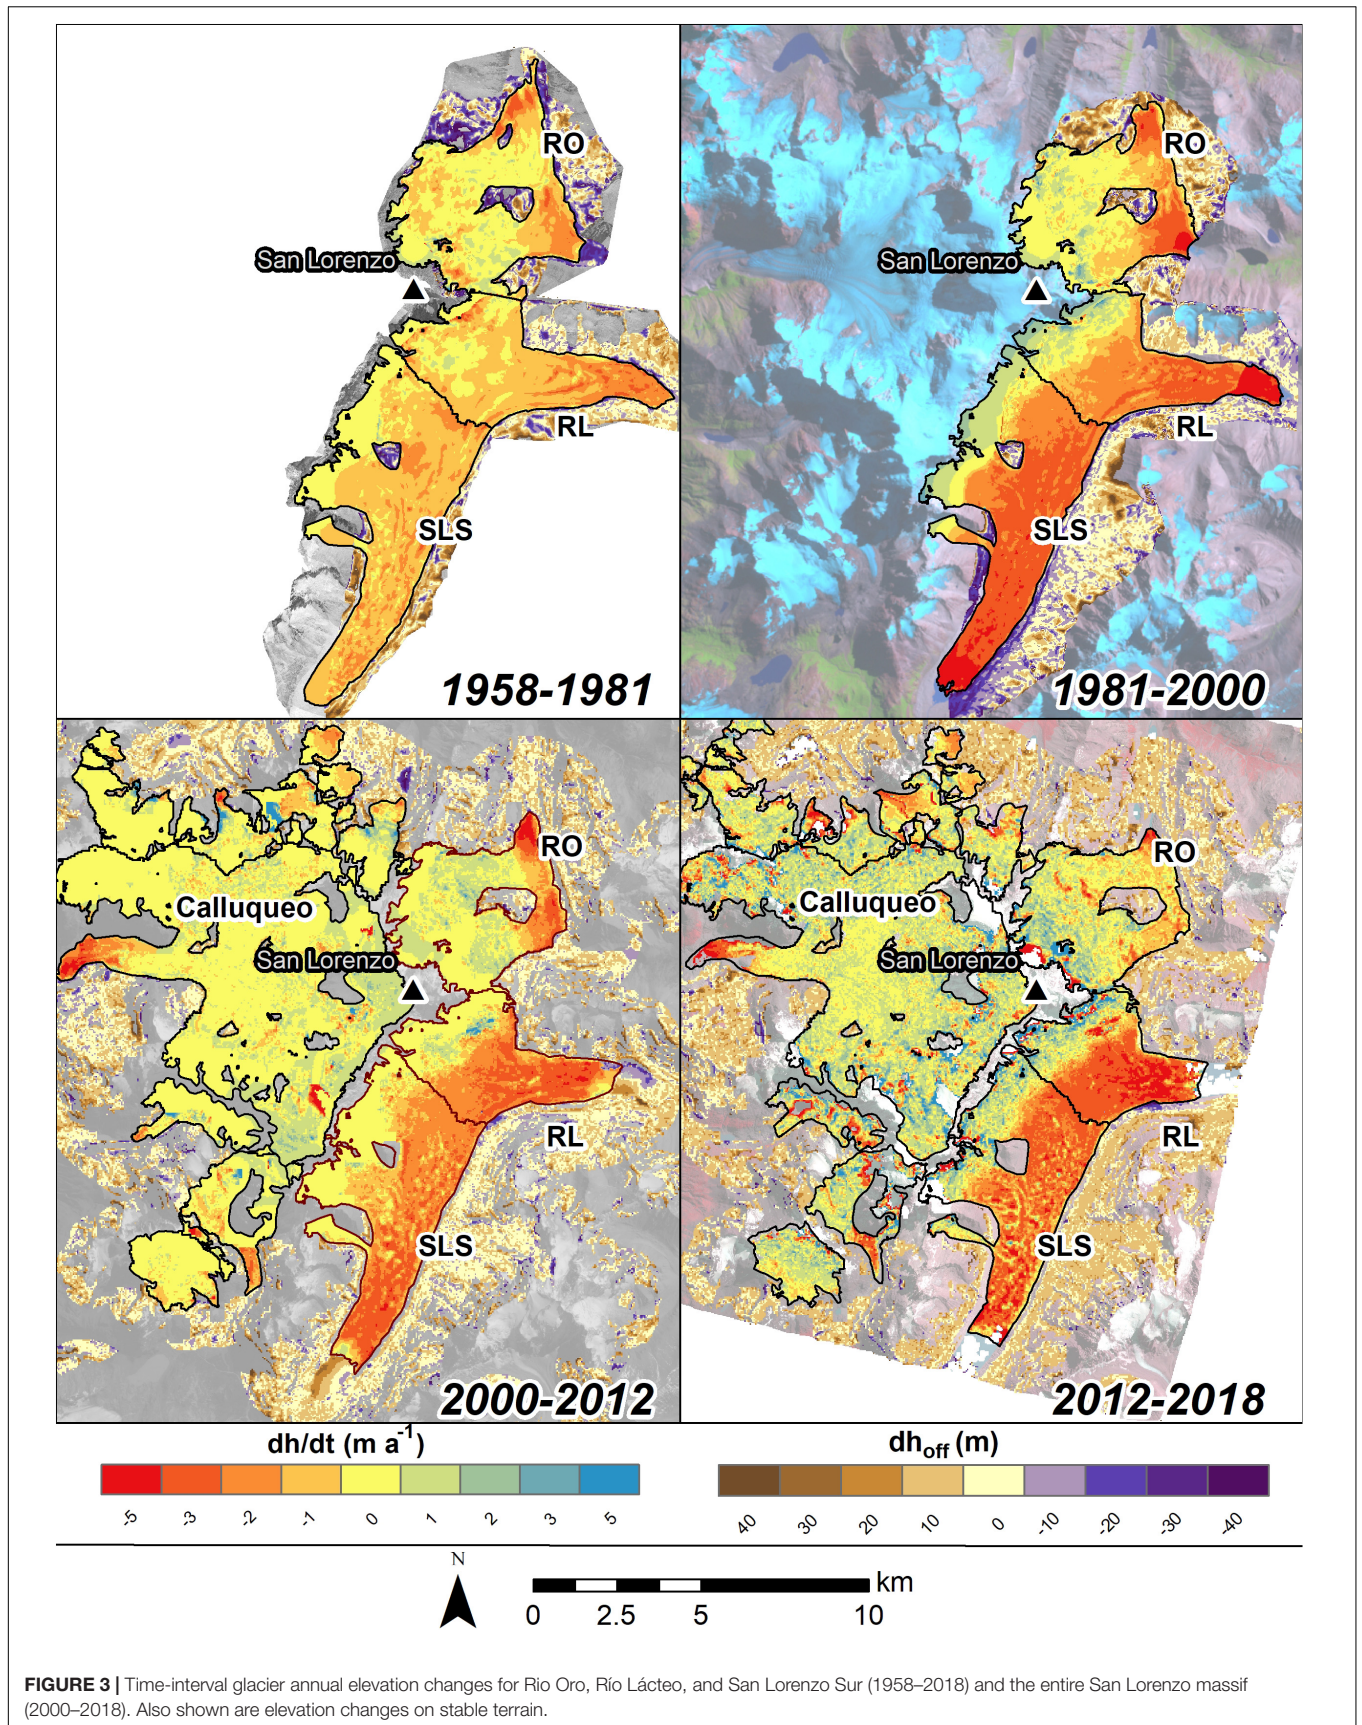 RO
San Lorenzo
RL
SLS
1958-1981
RO
San Lorenzo
RL
SLS
1981-2000
RO
Calluqueo
San Lorenzo
RL
SLS
2000-2012
RO
Calluqueo
San Lorenzo
RL
SLS
2012-2018
dh/dt (m a⁻¹)
-5 -3 -2 -1 0 1 2 3 5
dhoff (m)
40 30 20 10 0 -10 -20 -30 -40
N
km
0 2.5 5 10
FIGURE 3 | Time-interval glacier annual elevation changes for Rio Oro, Río Lácteo, and San Lorenzo Sur (1958–2018) and the entire San Lorenzo massif
(2000–2018). Also shown are elevation changes on stable terrain.